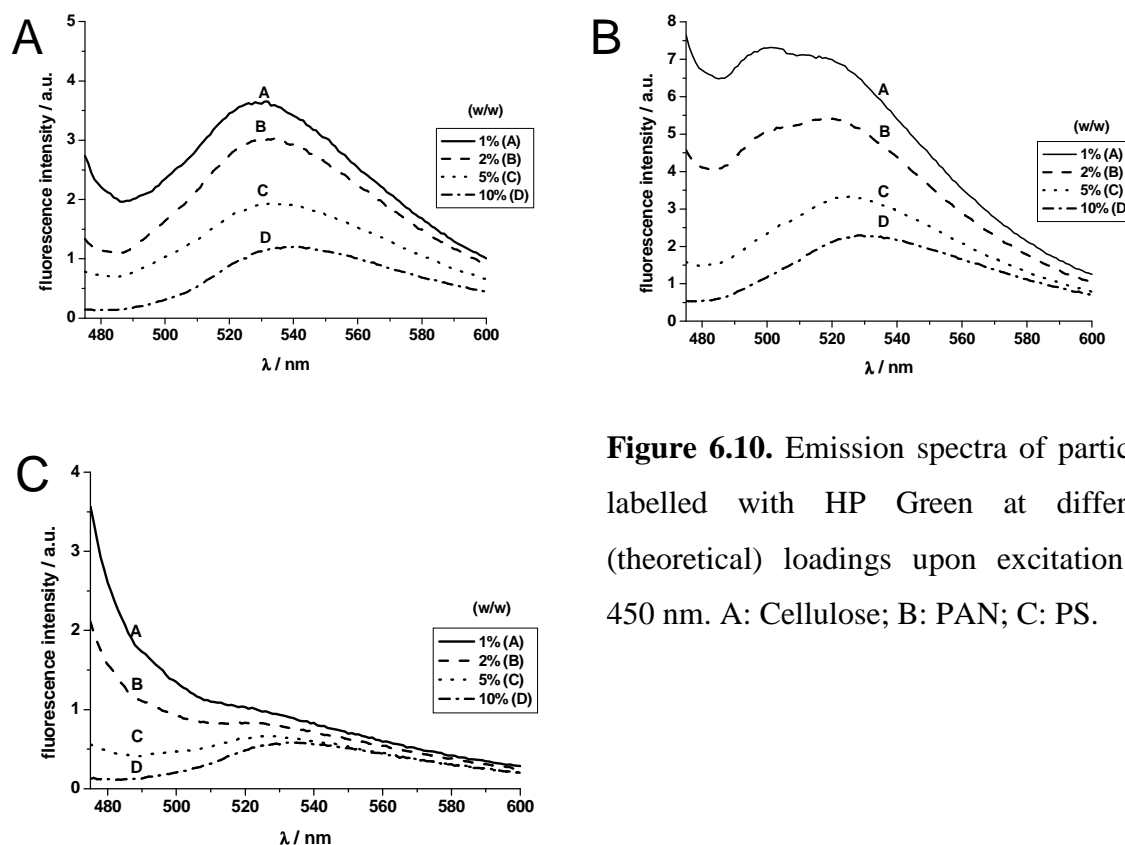 A
5
4
3
2
1
0
fluorescence intensity / a.u.
480 500 520 540 560 580 600
λ / nm
A
B
C
D
(w/w)
1% (A)
2% (B)
5% (C)
10% (D)
B
8
7
6
5
4
3
2
1
0
fluorescence intensity / a.u.
480 500 520 540 560 580 600
λ / nm
A
B
C
D
(w/w)
1% (A)
2% (B)
5% (C)
10% (D
C
4
3
2
1
0
fluorescence intensity / a.u.
480 500 520 540 560 580 600
λ / nm
A
B
C
D
(w/w)
1% (A)
2% (B)
5% (C)
10% (D)
Figure 6.10. Emission spectra of partic
labelled with HP Green at differ
(theoretical) loadings upon excitation
450 nm. A: Cellulose; B: PAN; C: PS.